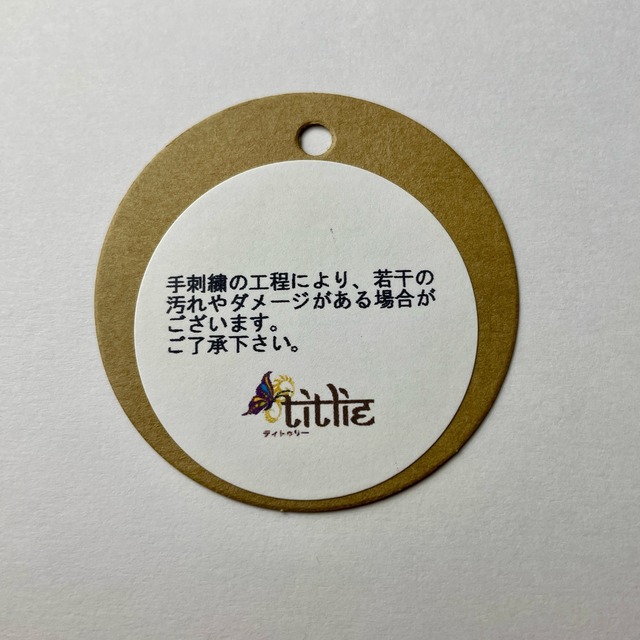 手刺繍の工程により、若干の
汚れやダメージがある場合が
ございます。
ご了承下さい。
titlie
ティトゥリー